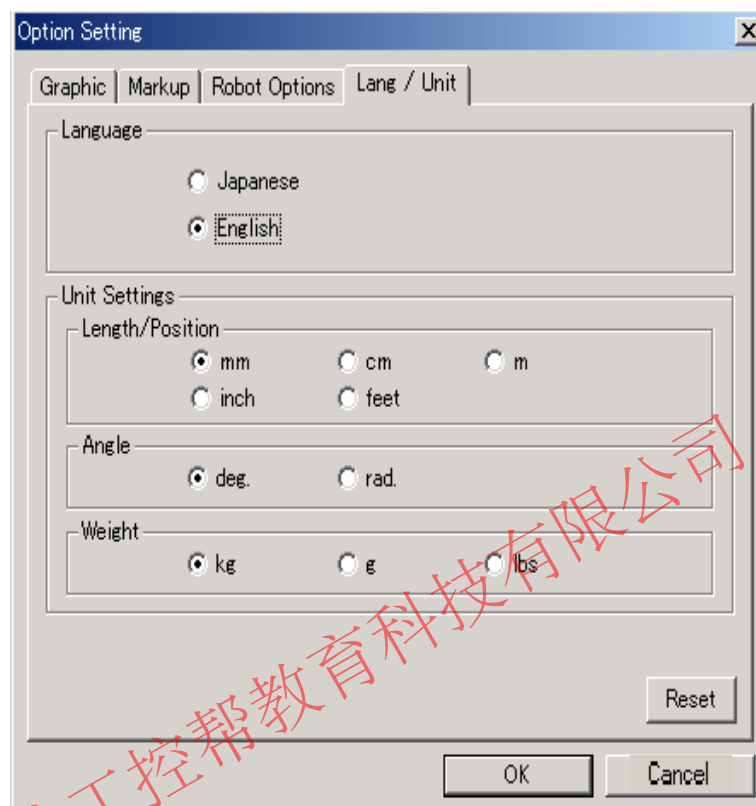 Option Setting
Graphic Markup Robot Options Lang / Unit
Language
Japanese
English
Unit Settings
Length/Position
mm cm m
inch feet
Angle
deg. rad.
Weight
kg g lbs
Reset
OK Cancel
工控帮教育科技有限公司